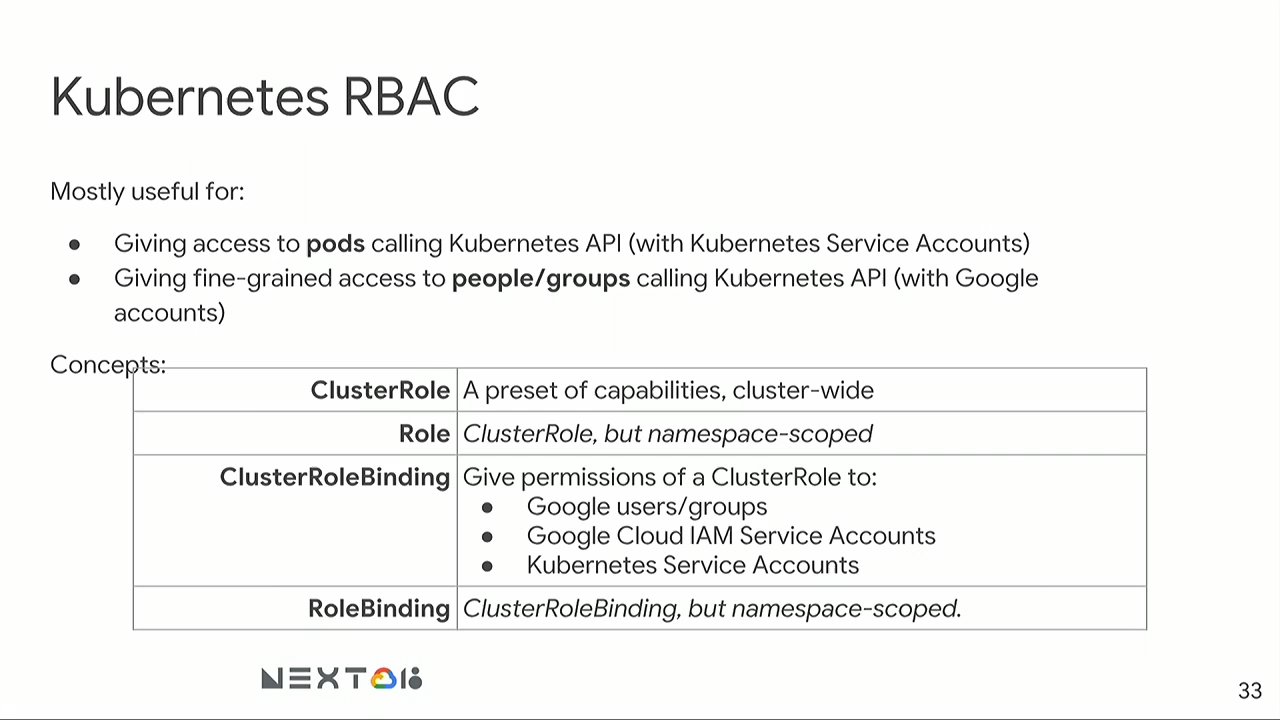 Kubernetes RBAC
Mostly useful for:
● Giving access to pods calling Kubernetes API (with Kubernetes Service Accounts)
● Giving fine-grained access to people/groups calling Kubernetes API (with Google
accounts)
Concepts:
ClusterRole A preset of capabilities, cluster-wide
Role ClusterRole, but namespace-scoped
ClusterRoleBinding Give permissions of a ClusterRole to:
● Google users/groups
● Google Cloud IAM Service Accounts
● Kubernetes Service Accounts
RoleBinding ClusterRoleBinding, but namespace-scoped.
NEXT 18
33